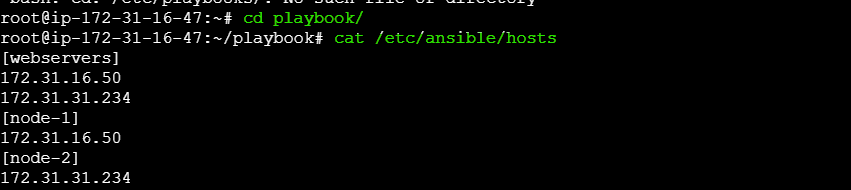 bash: cd: /etc/playbooks/: No such file or directory
root@ip-172-31-16-47:~# cd playbook/
root@ip-172-31-16-47:~/playbook# cat /etc/ansible/hosts
[webservers]
172.31.16.50
172.31.31.234
[node-1]
172.31.16.50
[node-2]
172.31.31.234